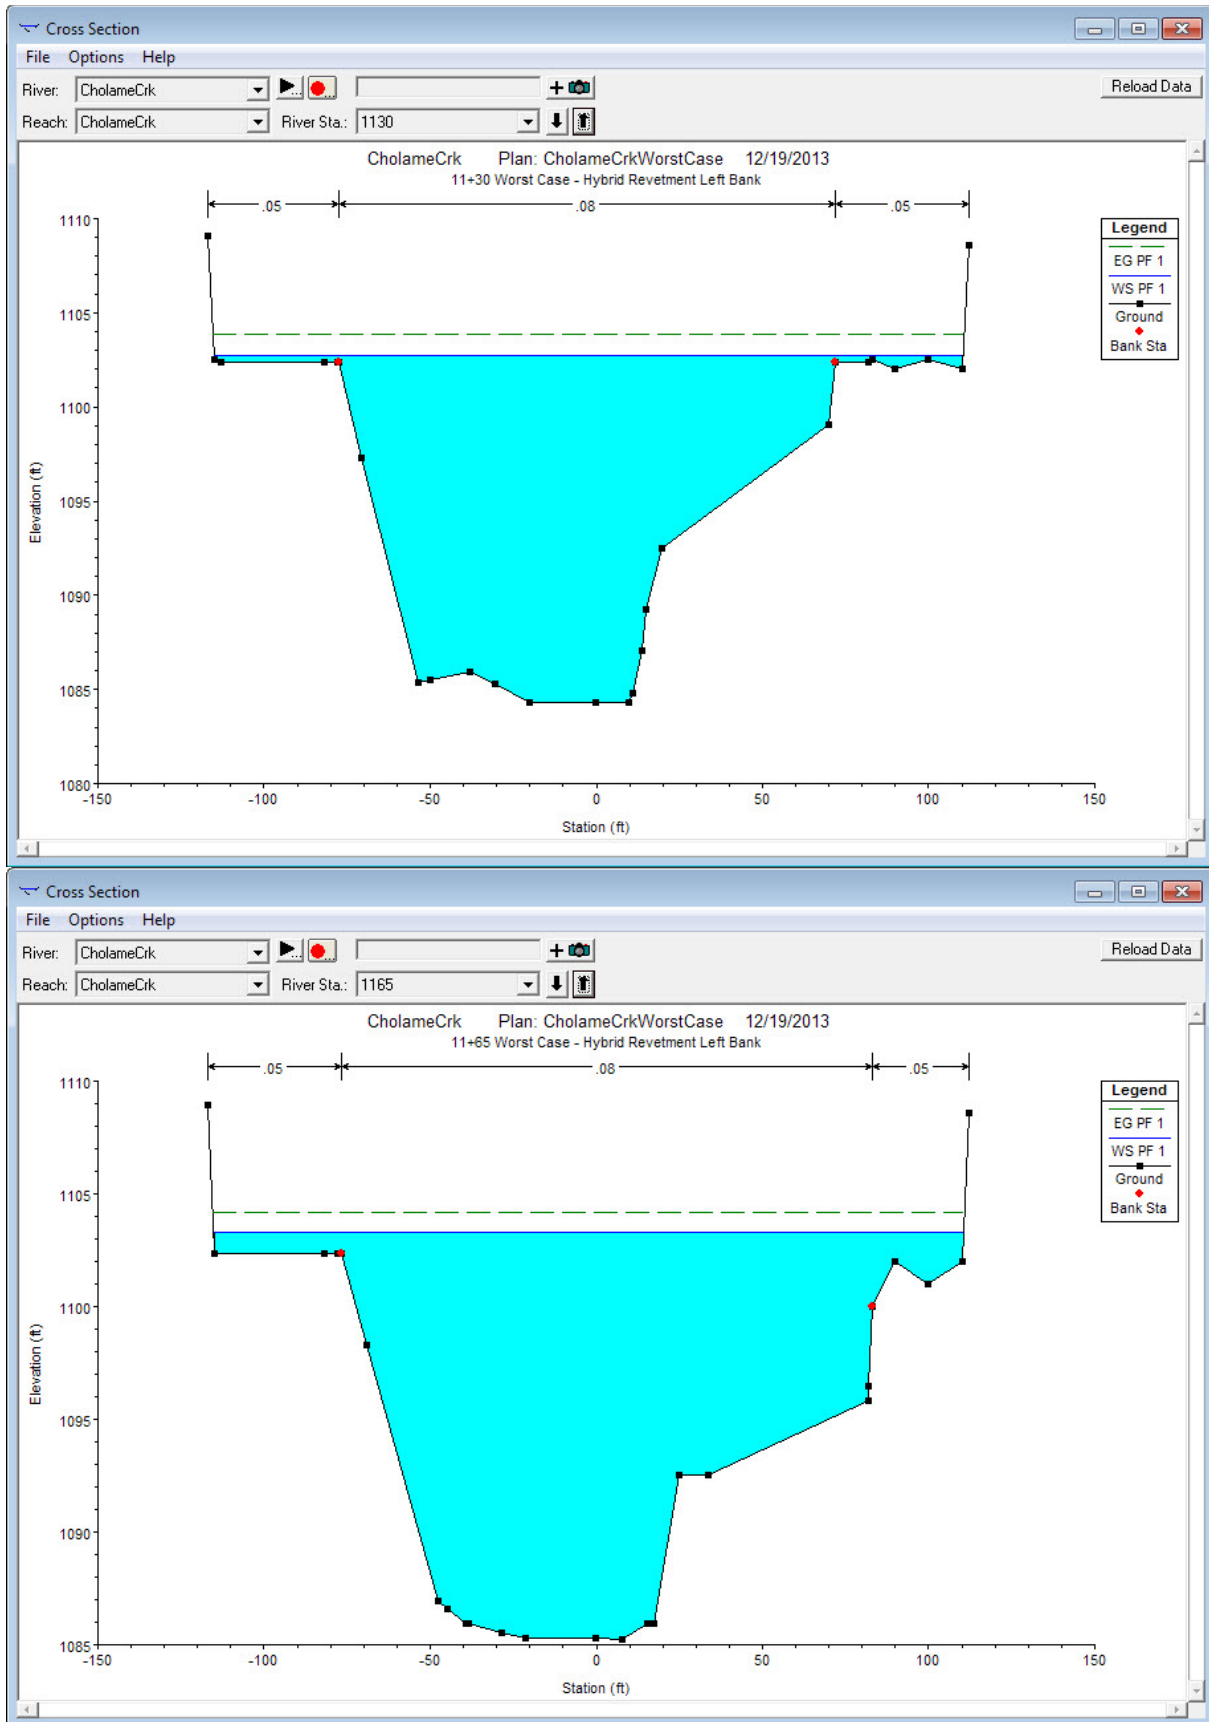 Cross Section
File Options Help
River: CholameCrk Reload Data
Reach: CholameCrk River Sta.: 1130
CholameCrk Plan: CholameCrkWorstCase 12/19/2013
11+30 Worst Case - Hybrid Revetment Left Bank
.05 .08 .05
1110
1105
1100
1095
1090
1085
1080
Elevation (ft)
-150 -100 -50 0 50 100 150
Station (ft)
Legend
EG PF 1
WS PF 1
Ground
Bank Sta
Cross Section
File Options Help
River: CholameCrk Reload Data
Reach: CholameCrk River Sta.: 1165
CholameCrk Plan: CholameCrkWorstCase 12/19/2013
11+65 Worst Case - Hybrid Revetment Left Bank
.05 .08 .05
1110
1105
1100
1095
1090
1085
Elevation (ft)
-150 -100 -50 0 50 100 150
Station (ft)
Legend
EG PF 1
WS PF 1
Ground
Bank Sta